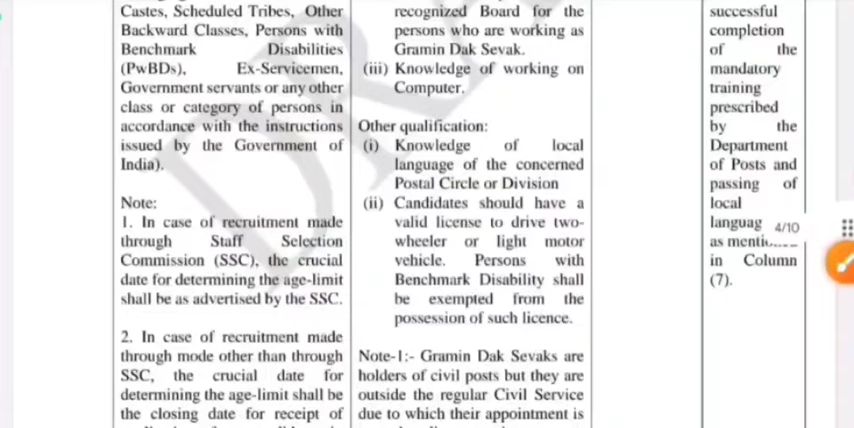 Castes, Scheduled Tribes, Other
Backward Classes, Persons with
Benchmark Disabilities
(PwBDs), Ex-Servicemen,
Government servants or any other
class or category of persons in
accordance with the instructions
issued by the Government of
India).
Note:
1. In case of recruitment made
through Staff Selection
Commission (SSC), the crucial
date for determining the age-limit
shall be as advertised by the SSC.
2. In case of recruitment made
through mode other than through
SSC, the crucial date for
determining the age-limit shall be
the closing date for receipt of
recognized Board for the
persons who are working as
Gramin Dak Sevak.
(iii) Knowledge of working on
Computer.
Other qualification:
(i) Knowledge of local
language of the concerned
Postal Circle or Division
(ii) Candidates should have a
valid license to drive two-
wheeler or light motor
vehicle. Persons with
Benchmark Disability shall
be exempted from the
possession of such licence.
Note-1:- Gramin Dak Sevaks are
holders of civil posts but they are
outside the regular Civil Service
due to which their appointment is
successful
completion
of the
mandatory
training
prescribed
by the
Department
of Posts and
passing of
local
languag
as
in Column
(7).
4/10